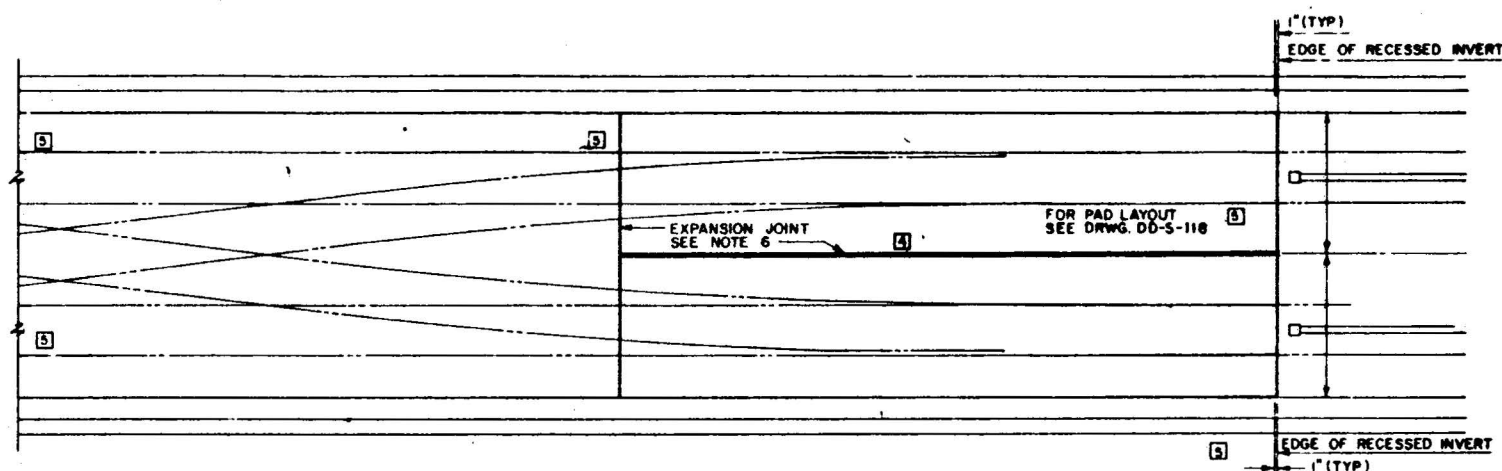 1"(TYP)
EDGE OF RECESSED INVERT
5
5
FOR PAD LAYOUT
SEE DRWG. DD-S-118
5
EXPANSION JOINT
SEE NOTE 6
4
5
5
EDGE OF RECESSED INVERT
1"(TYP)